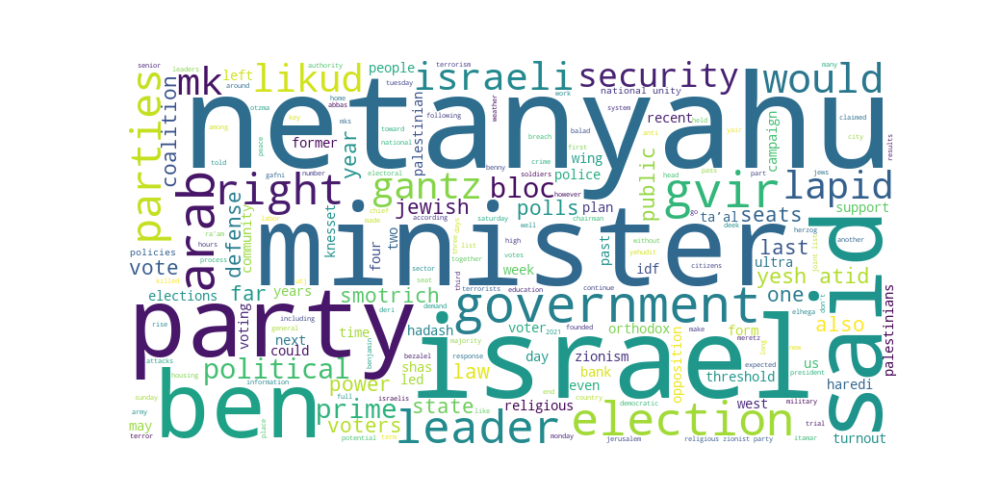 netanyahu
minister
israel
party
said
ben
government
election
leader
gvir
lapid
arab
right
parties
likud
mk
israeli
security
would
gantz
bloc
political
prime
state
voters
power
law
smotrich
jewish
polls
seats
last
yesh atid
one
also
us
coalition
left
people
palestinian
former
year
national unity
recent
wing
police
public
campaign
plan
ta’al
support
defense
community
knesset
four
two
week
past
idf
ultra
vote
policies
elections
far
years
voting
next
could
time
shas
led
hadash
voter
day
even
zionism
bank
orthodox
form
opposition
threshold
haredi
palestinians
religious
west
turnout
may
terror
army
sunday
attacks
housing
rise
including
general
information
israelis
benjamin
deri
bezalel
response
majority
2021
founded
make
meretz
expected
president
country
democratic
military
trial
jerusalem
religious zionist party
itamar
monday
potential
like
end
full
place
senior
leaders
authority
around
tuesday
terrorism
many
otzma
home
abbas
key
mks
among
told
peace
gafni
number
electoral
national
toward
following
weather
work
system
held
claimed
city
results
breach
balad
anti
your
first
crime
benny
soldiers
however
head
pass
part
jews
chief
made
according
saturday
chairman
well
go
deek
herzog
another
joint list
without
yehudit
citizens
labor
ra’am
hours
process
killed
three days
list
together
high
votes
sector
seat
third
terrorists
education
continue
demand
elhega
don’t
long
new